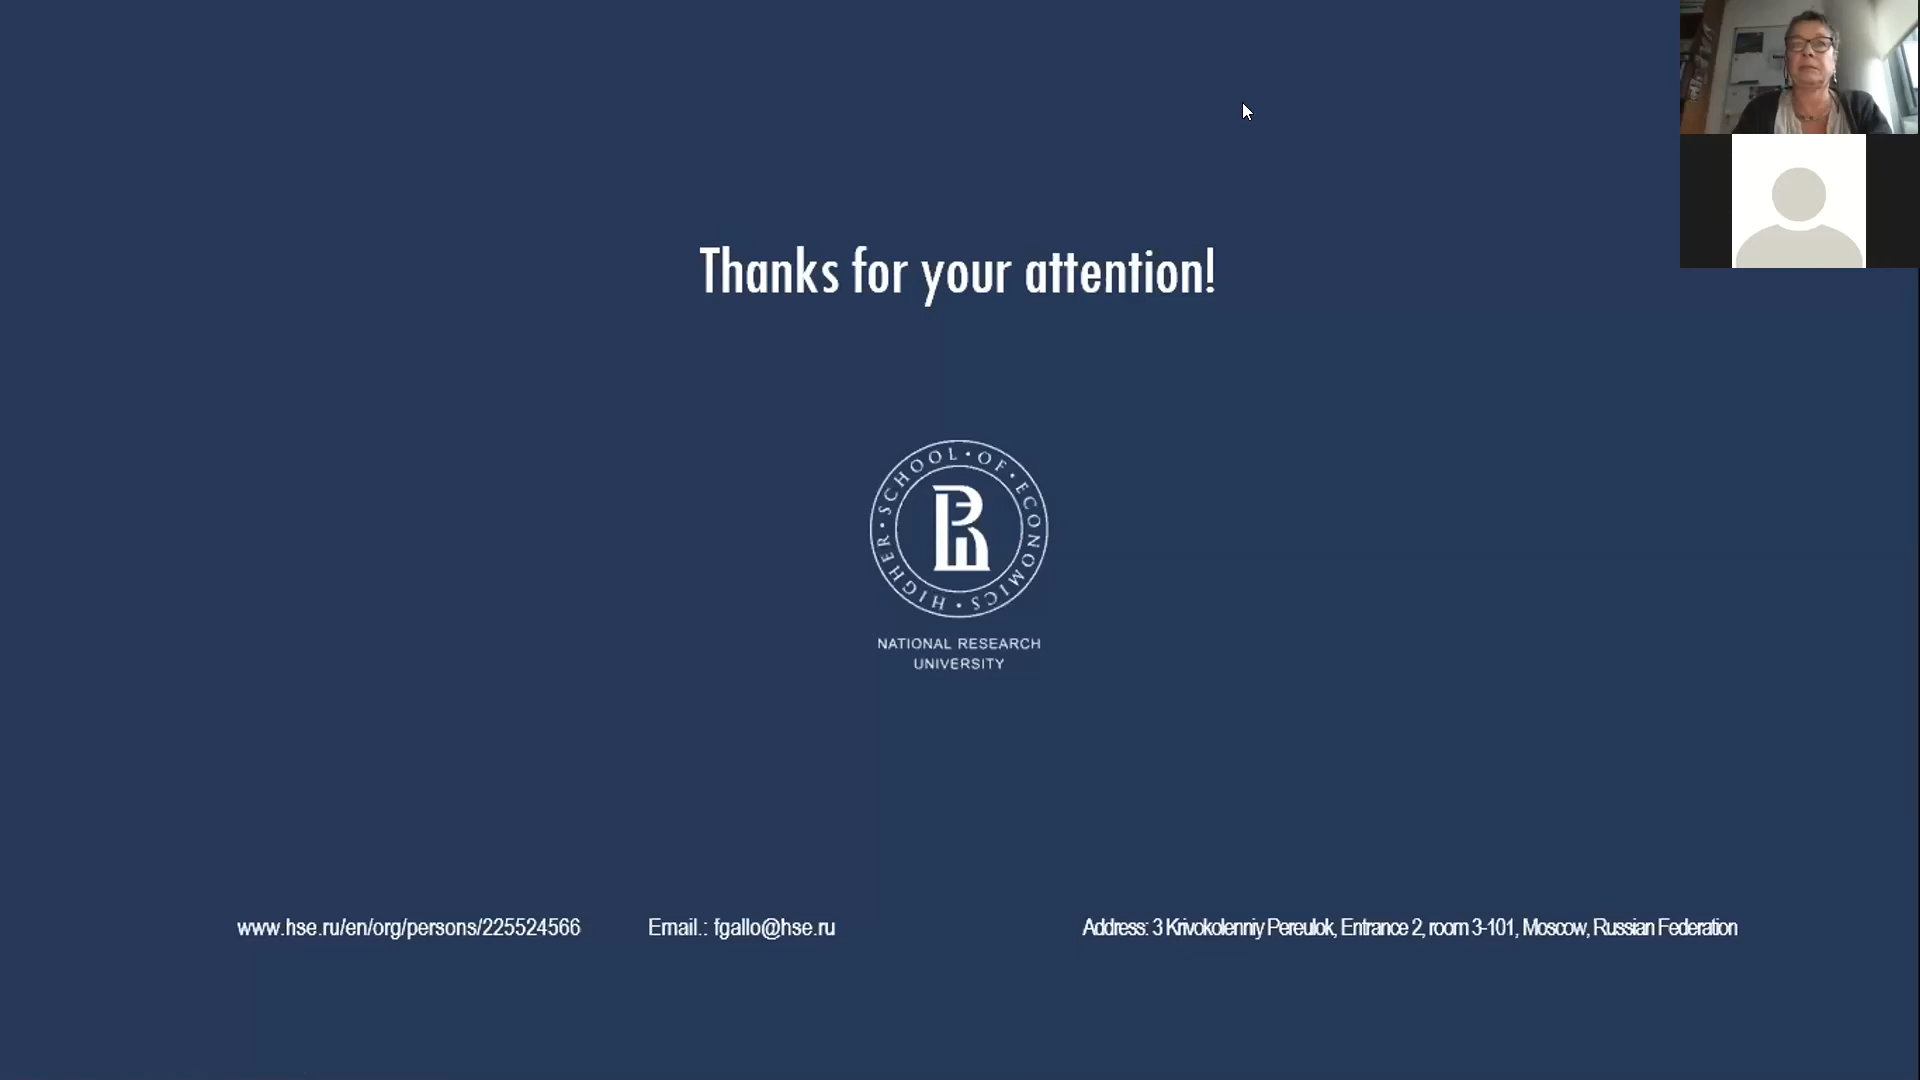 Thanks for your attention!
HIGHER • SCHOOL • OF • ECONOMICS •
NATIONAL RESEARCH
UNIVERSITY
www.hse.ru/en/org/persons/225524566
Email.: fgallo@hse.ru
Address: 3 Krivokolenniy Pereulok, Entrance 2, room 3-101, Moscow, Russian Federation